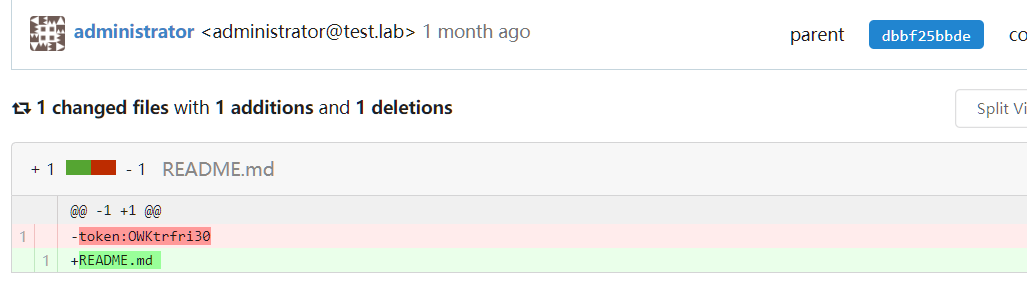 administrator <administrator@test.lab> 1 month ago
parent dbbf25bbde co
1 changed files with 1 additions and 1 deletions
Split Vi
+ 1 - 1 README.md
@@ -1 +1 @@
1 -token:OWKtrfri30
1 +README.md